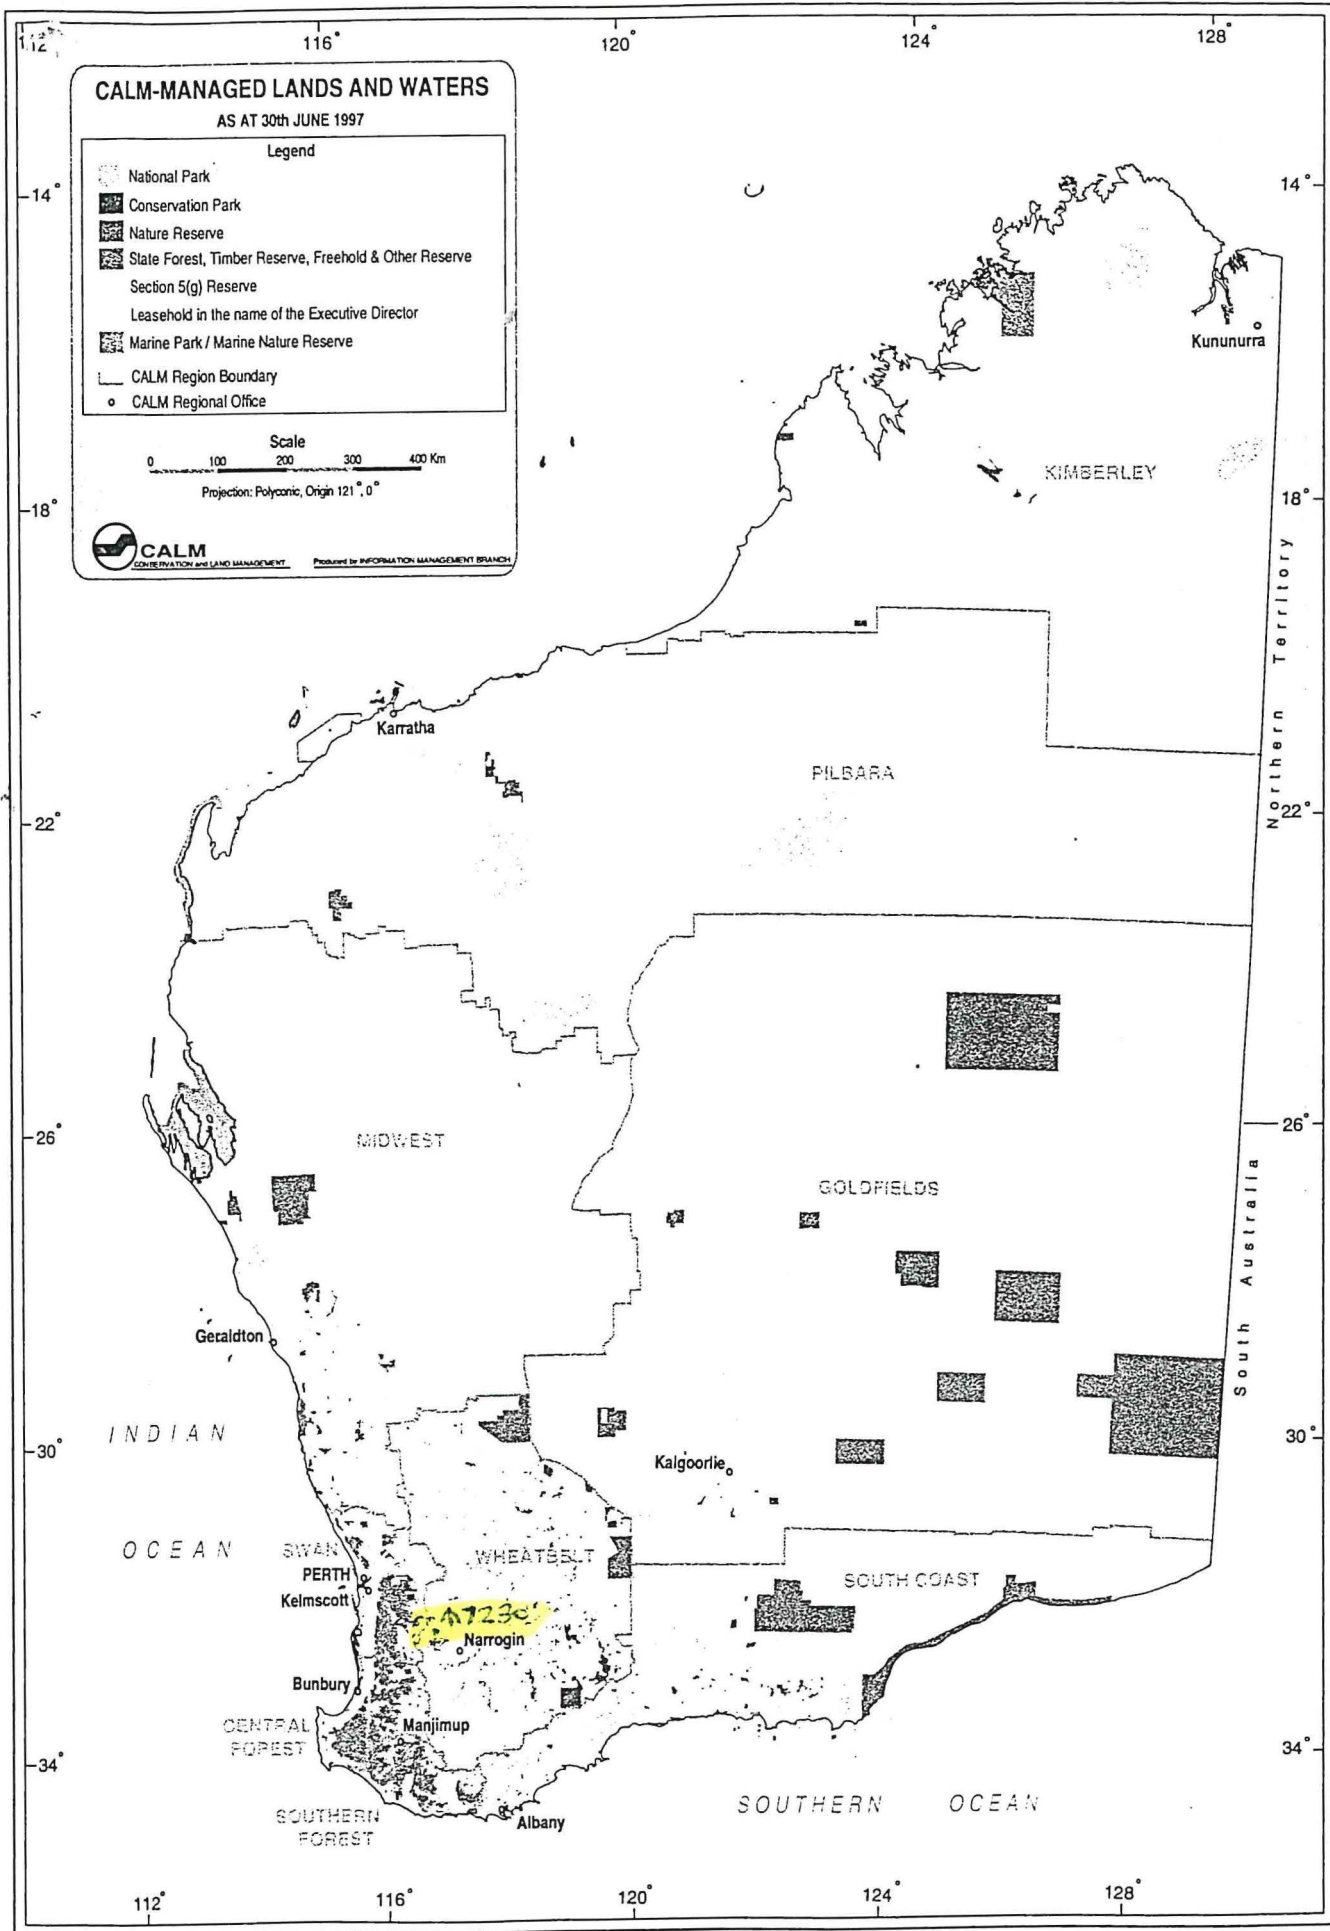 112°
116°
120°
124°
128°
CALM-MANAGED LANDS AND WATERS
AS AT 30th JUNE 1997
Legend
National Park
Conservation Park
Nature Reserve
State Forest, Timber Reserve, Freehold & Other Reserve
Section 5(g) Reserve
Leasehold in the name of the Executive Director
Marine Park / Marine Nature Reserve
CALM Region Boundary
CALM Regional Office
Scale
0 100 200 300 400 Km
Projection: Polyconic, Origin 121°, 0°
CALM
CONSERVATION and LAND MANAGEMENT
Produced by INFORMATION MANAGEMENT BRANCH
14°
14°
Kununurra
KIMBERLEY
18°
18°
Northern Territory
Karratha
PILBARA
22°
22°
26°
MIDWEST
26°
GOLDFIELDS
South Australia
Geraldton
INDIAN
30°
Kalgoorlie
30°
OCEAN
SWAN
WHEATBELT
PERTH
SOUTH COAST
Kelmscott
A7230
Narrogin
Bunbury
CENTRAL
FOREST
Manjimup
34°
34°
SOUTHERN OCEAN
SOUTHERN
FOREST
Albany
112°
116°
120°
124°
128°